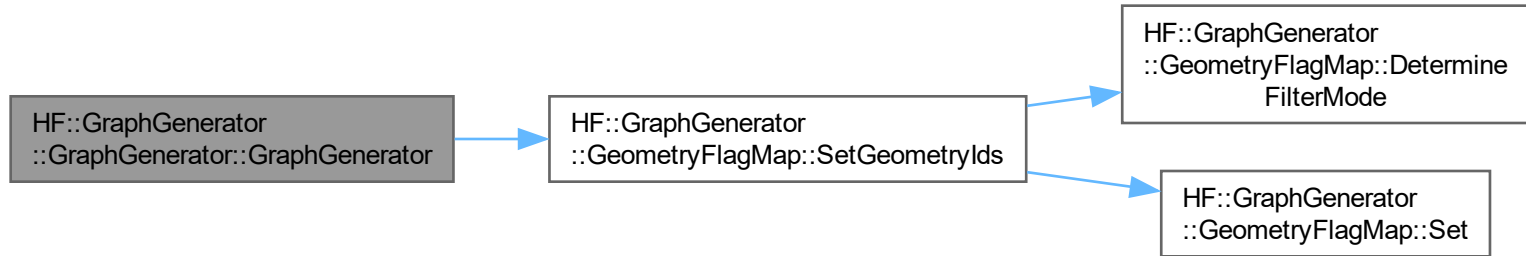 HF::GraphGenerator
::GraphGenerator::GraphGenerator
HF::GraphGenerator
::GeometryFlagMap::SetGeometryIds
HF::GraphGenerator
::GeometryFlagMap::Determine
FilterMode
HF::GraphGenerator
::GeometryFlagMap::Set